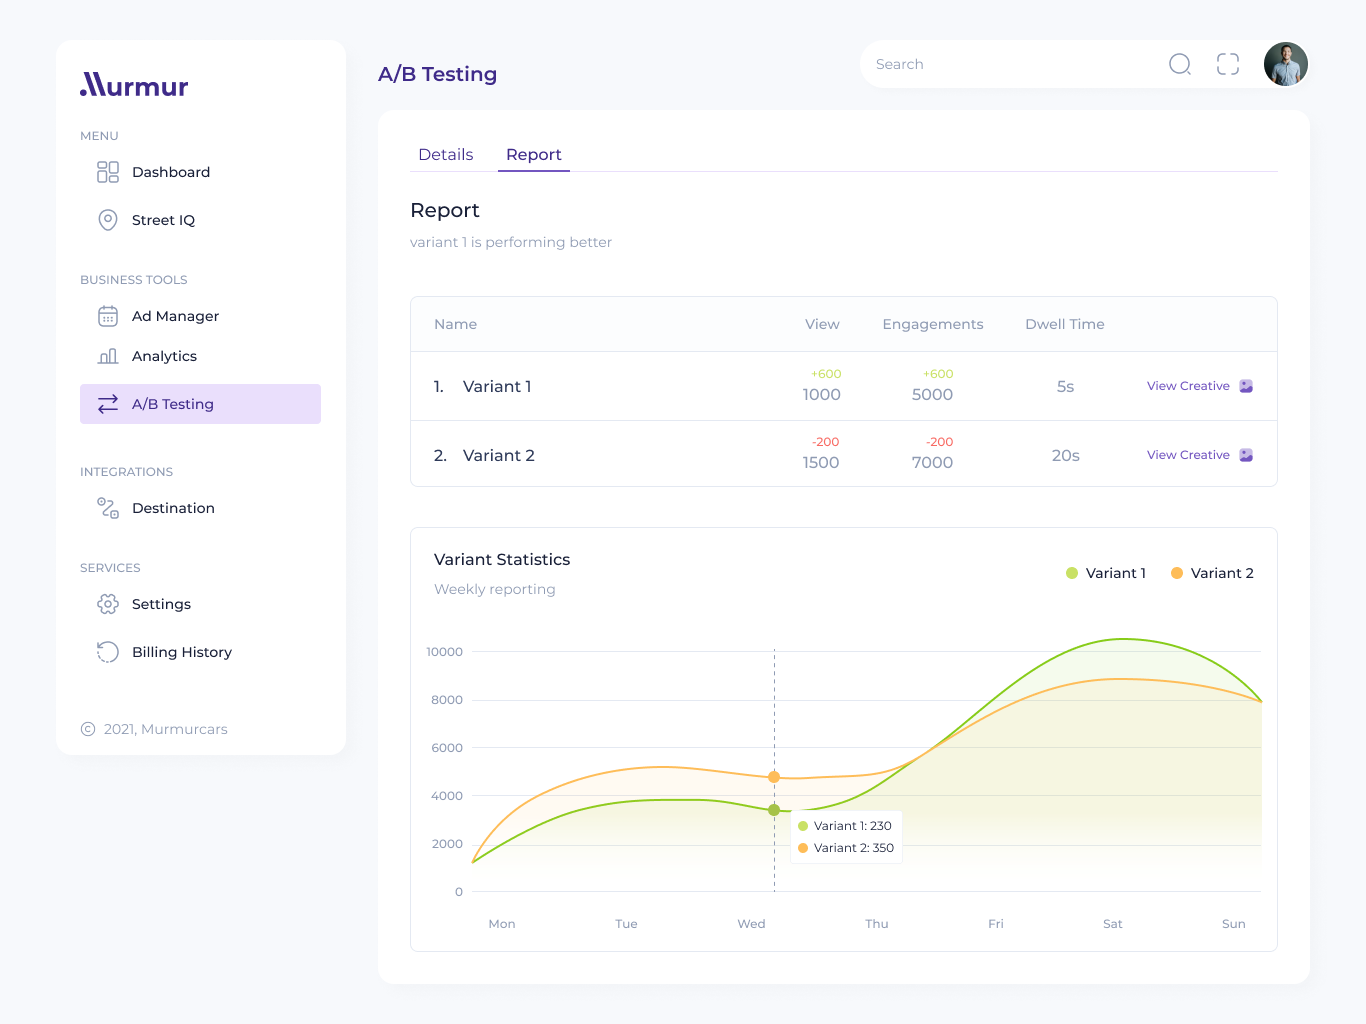 Murmur
MENU
Dashboard
Street IQ
BUSINESS TOOLS
Ad Manager
Analytics
A/B Testing
INTEGRATIONS
Destination
SERVICES
Settings
Billing History
© 2021, Murmurcars
A/B Testing
Search
Details Report
Report
variant 1 is performing better
Name View Engagements Dwell Time
+600 +600
1. Variant 1 1000 5000 5s View Creative
-200 -200
2. Variant 2 1500 7000 20s View Creative
Variant Statistics
Weekly reporting
Variant 1 Variant 2
10000
8000
6000
4000
2000
0
Variant 1: 230
Variant 2: 350
Mon Tue Wed Thu Fri Sat Sun